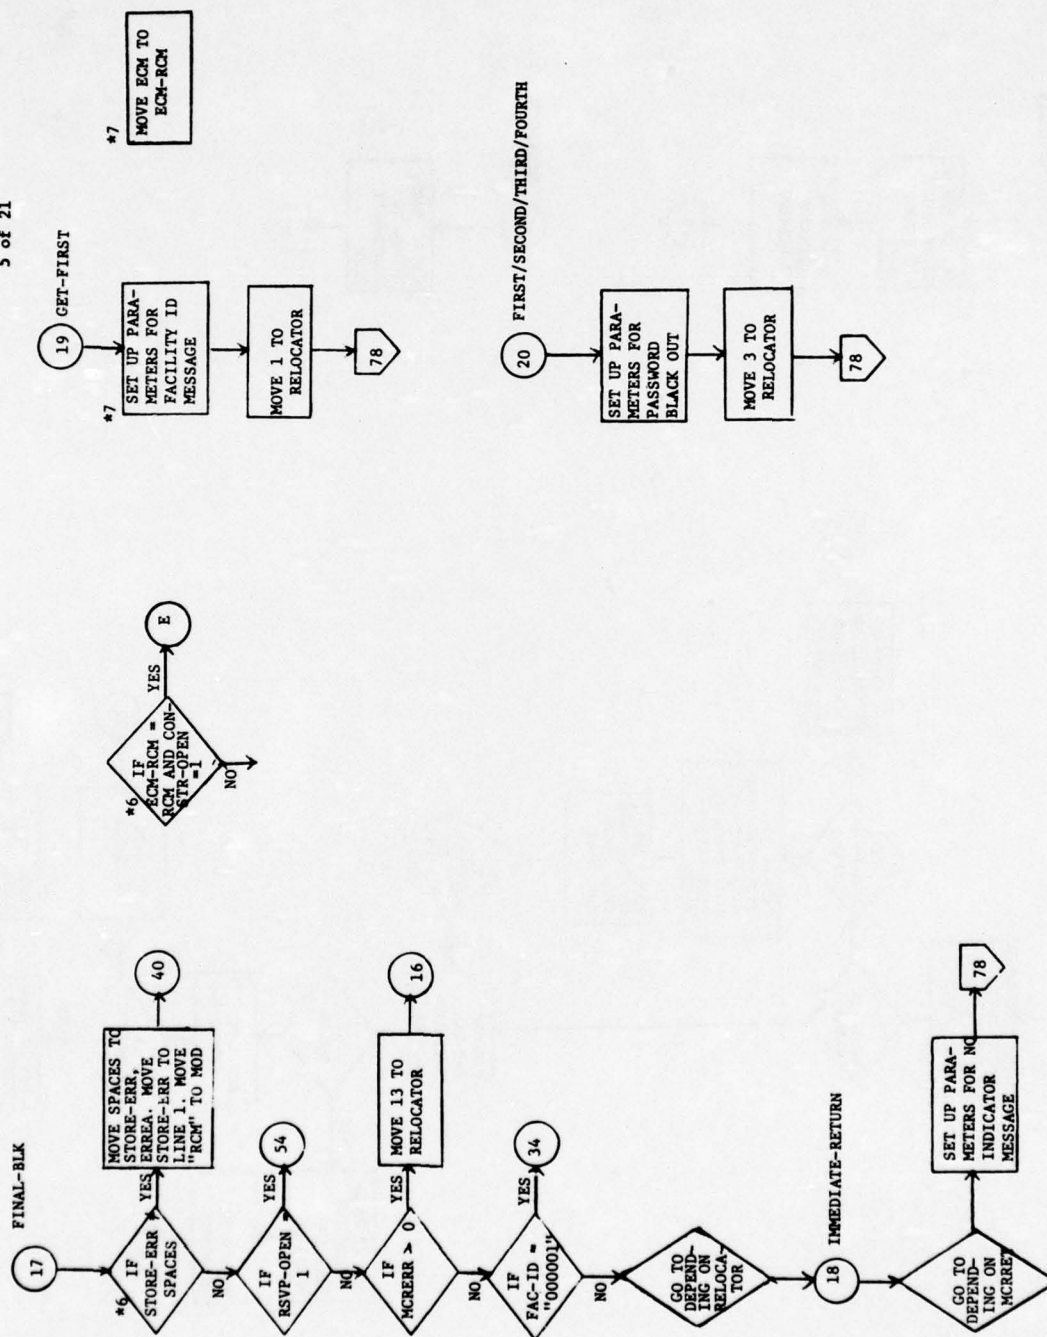 5 of 21
17
FINAL-BLK
*6
IF
STORE-ERR ≠
SPACES
YES
MOVE SPACES TO
STORE-ERR,
ERREA. MOVE
STORE-ERR TO
LINE 1. MOVE
"RCM" TO MOD
40
NO
IF
RSVP-OPEN =
1
YES
54
NO
IF
MCRERR > 0
YES
MOVE 13 TO
RELOCATOR
16
NO
IF
FAC-ID =
"000001"
YES
34
NO
GO TO
DEPEND-
ING ON
RELOCA-
TOR
18
IMMEDIATE-RETURN
GO TO
DEPEND-
ING ON
MCRRET
SET UP PARA-
METERS FOR NO
INDICATOR
MESSAGE
78
*6
IF
ECM-RCM =
RCM AND CON-
STR-OPEN
=1
YES
E
NO
19
GET-FIRST
*7
SET UP PARA-
METERS FOR
FACILITY ID
MESSAGE
MOVE 1 TO
RELOCATOR
78
*7
MOVE ECM TO
ECM-RCM
20
FIRST/SECOND/THIRD/FOURTH
SET UP PARA-
METERS FOR
PASSWORD
BLACK OUT
MOVE 3 TO
RELOCATOR
78